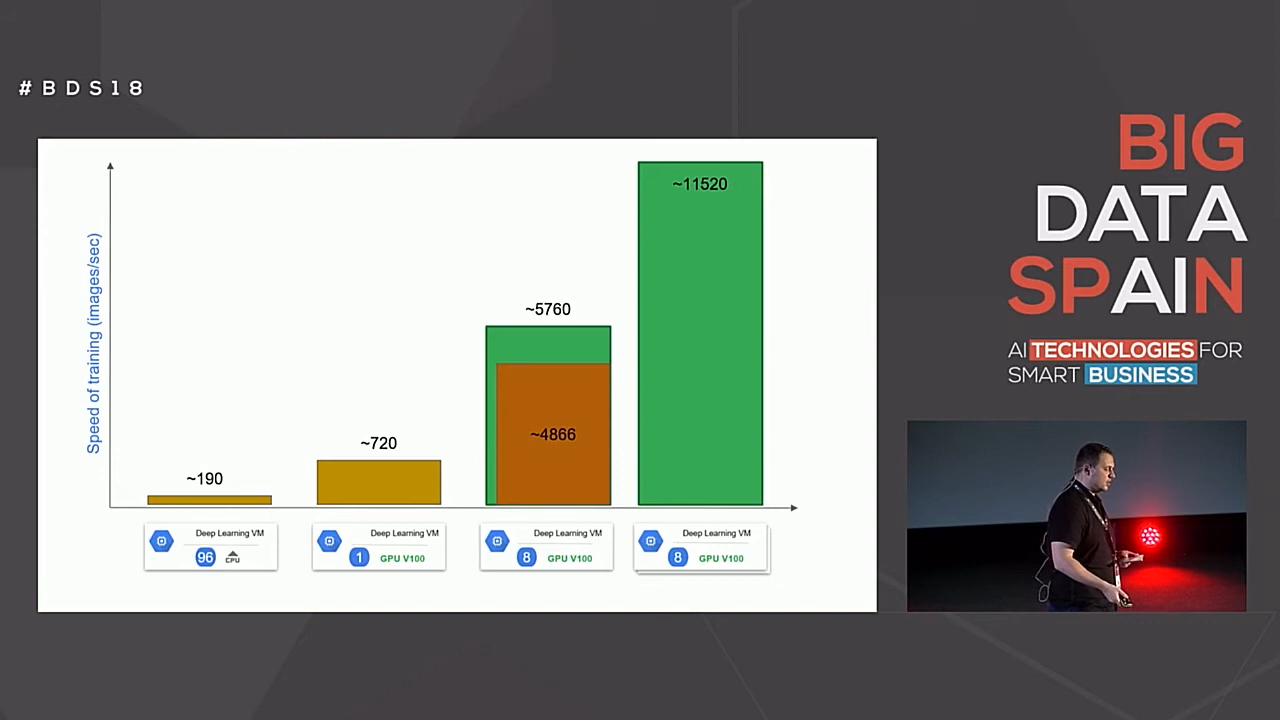 #BDS18
BIG
DATA
SPAIN
AI TECHNOLOGIES FOR
SMART BUSINESS
Speed of training (images/sec)
~190
~720
~5760
~4866
~11520
Deep Learning VM
96 CPU
Deep Learning VM
1 GPU V100
Deep Learning VM
8 GPU V100
Deep Learning VM
8 GPU V100